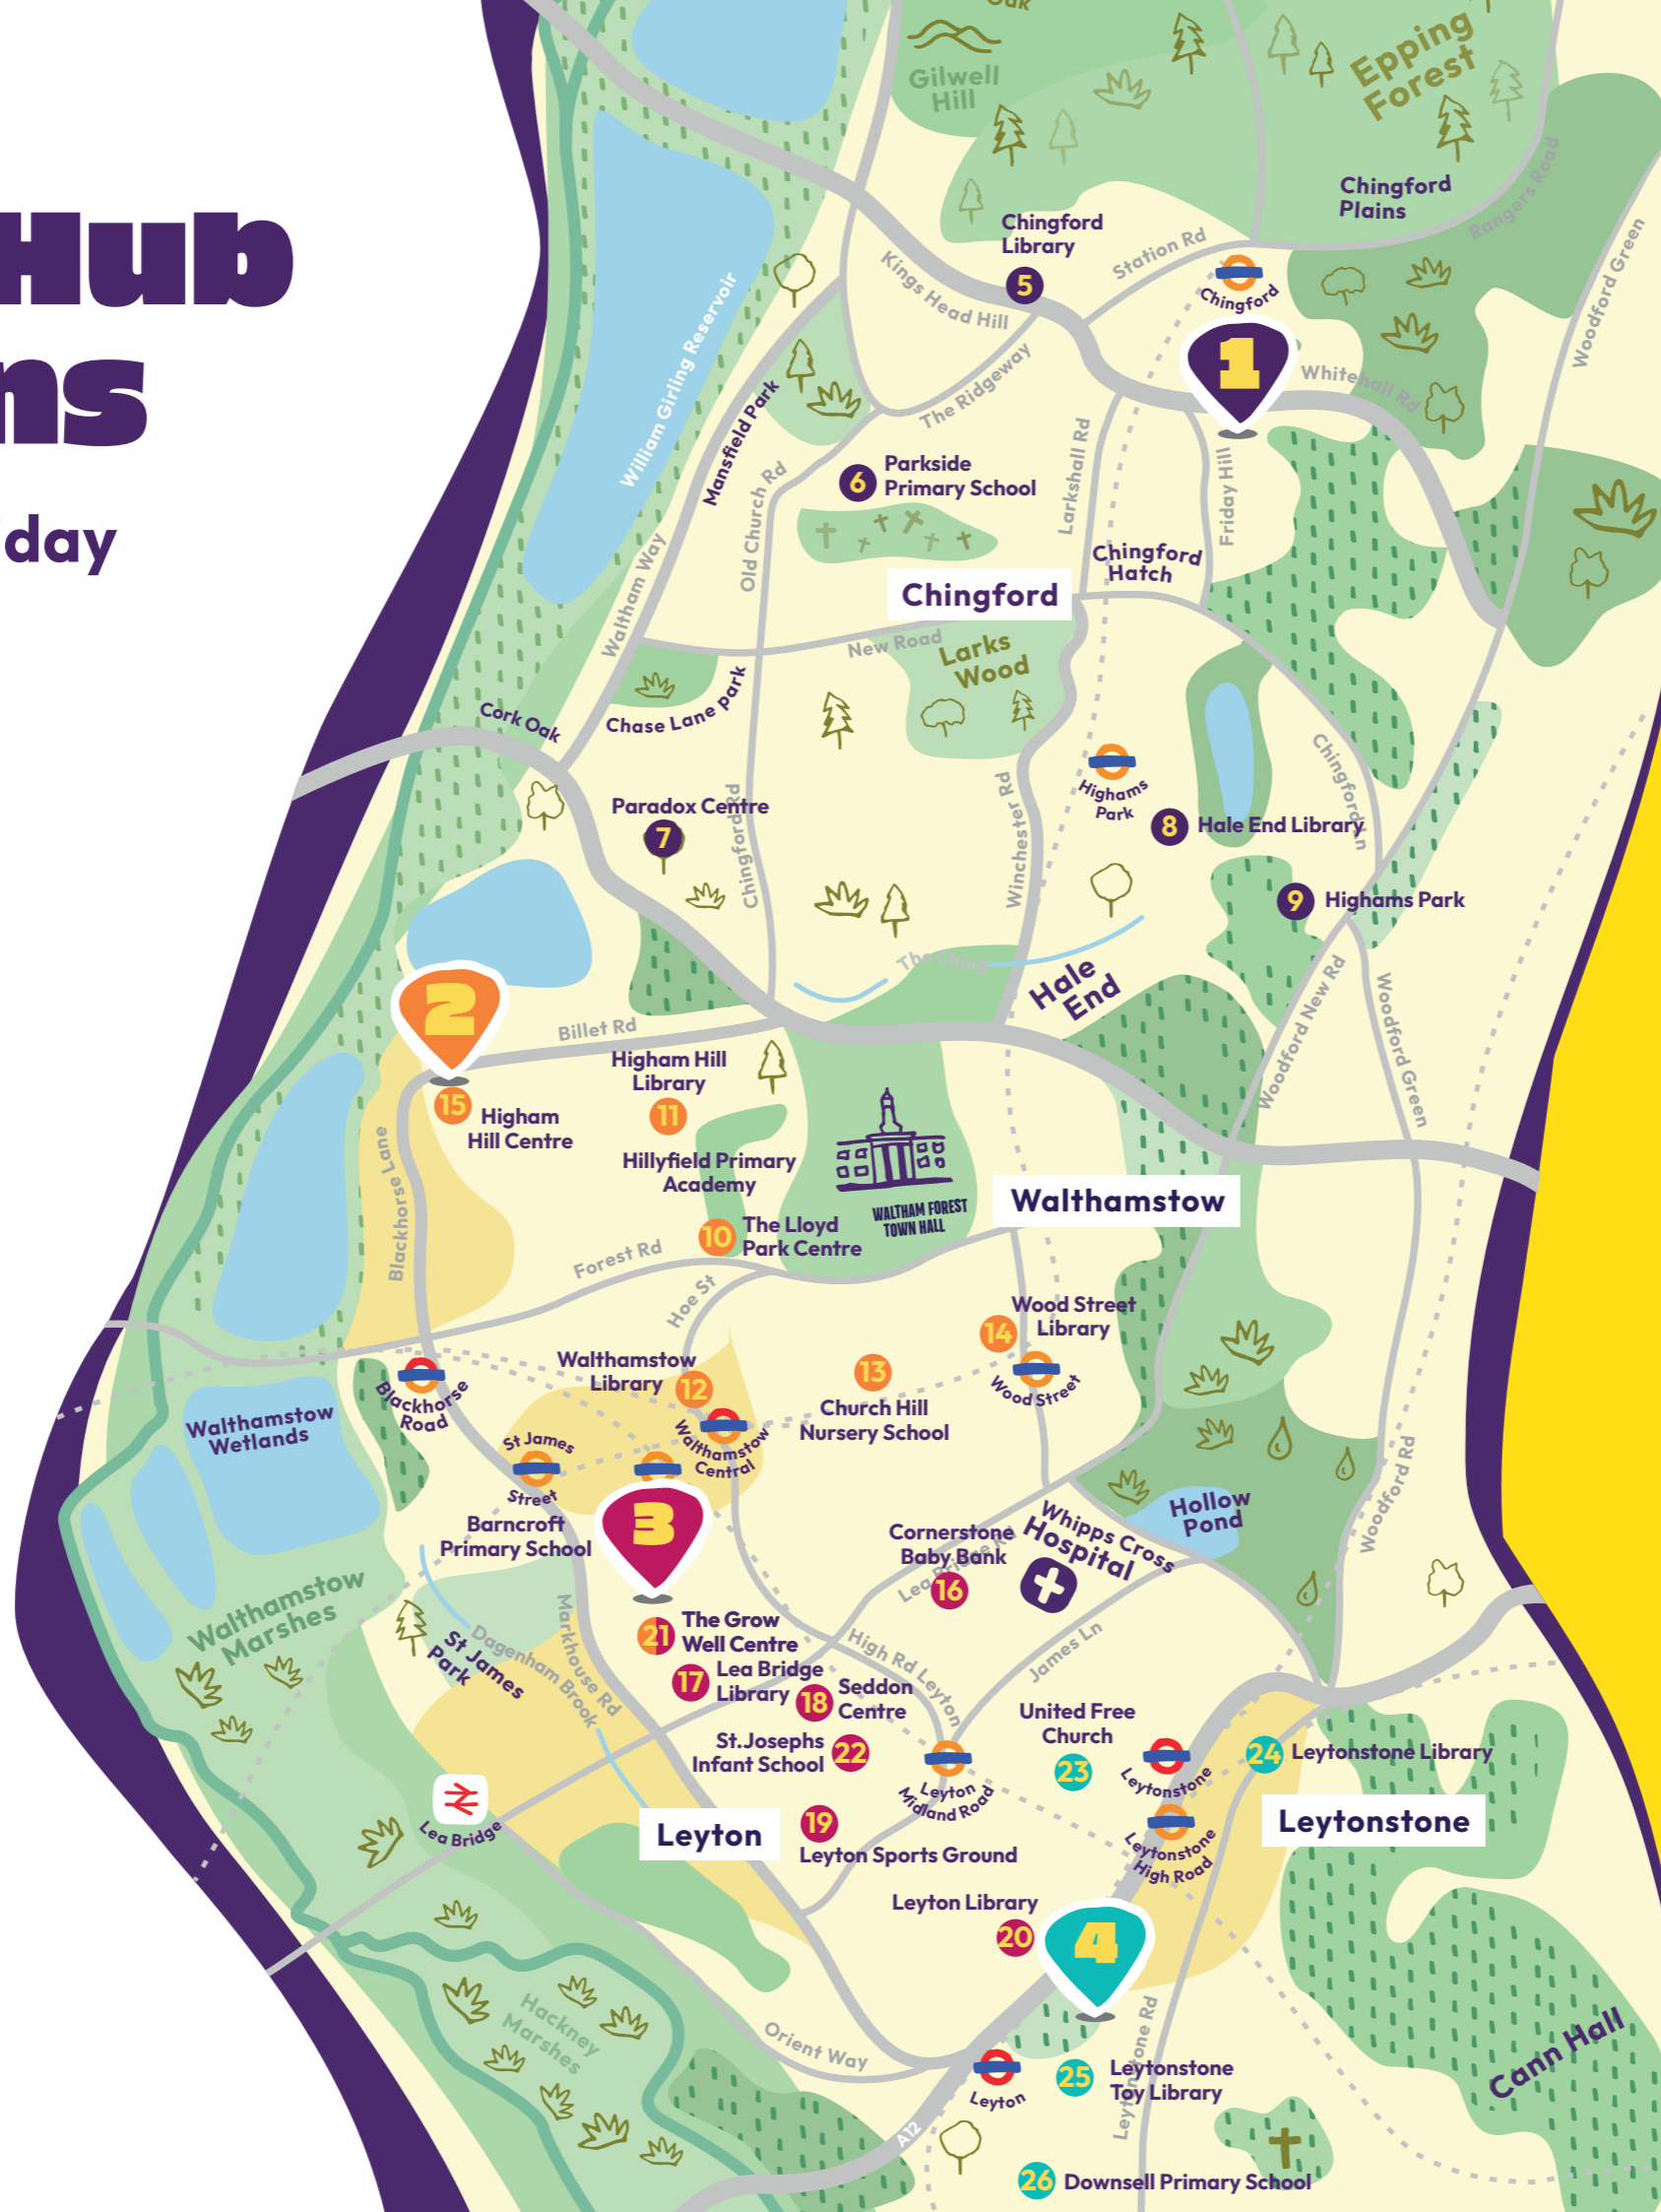 Hub
ns
iday
Oak
Gilwell
Hill
Epping
Forest
Chingford
Plains
Rangers Road
Woodford Green
Chingford
Library
5
Station Rd
Kings Head Hill
Chingford
1
Whitehall Rd
William Girling Reservoir
Mansfield Park
The Ridgeway
Larkshall Rd
Friday Hill
6
Parkside
Primary School
Old Church Rd
Waltham Way
Chingford
Hatch
Chingford
New Road
Larks
Wood
Chase Lane park
Cork Oak
Paradox Centre
7
Chingford Rd
Winchester Rd
Highams
Park
8
Hale End Library
Chingford Ln
9
Highams Park
The Ching
Hale
End
Woodford New Rd
Woodford Green
2
Billet Rd
Higham Hill
Library
11
15
Higham
Hill Centre
Blackhorse Lane
Hillyfield Primary
Academy
10
The Lloyd
Park Centre
WALTHAM FOREST
TOWN HALL
Walthamstow
Forest Rd
Hoe St
Wood Street
Library
14
Wood Street
Walthamstow
Library
12
13
Church Hill
Nursery School
Blackhorse
Road
Walthamstow
Central
Walthamstow
Wetlands
St James
Street
3
Barncroft
Primary School
Cornerstone
Baby Bank
16
Lea Bridge Rd
Whipps Cross
Hospital
Hollow
Pond
Woodford Rd
Walthamstow
Marshes
St James
Park
Dagenham Brook
Markhouse Rd
21
The Grow
Well Centre
17
Lea Bridge
Library
18
Seddon
Centre
High Rd Leyton
James Ln
St.Josephs
Infant School
22
United Free
Church
23
Leyton
Midland Road
Leytonstone
24
Leytonstone Library
Lea Bridge
Leyton
19
Leyton Sports Ground
Leytonstone
High Road
Leytonstone
Leyton Library
20
4
Hackney
Marshes
Orient Way
Leytonstone Rd
Cann Hall
Leyton
25
Leytonstone
Toy Library
A12
26
Downsell Primary School